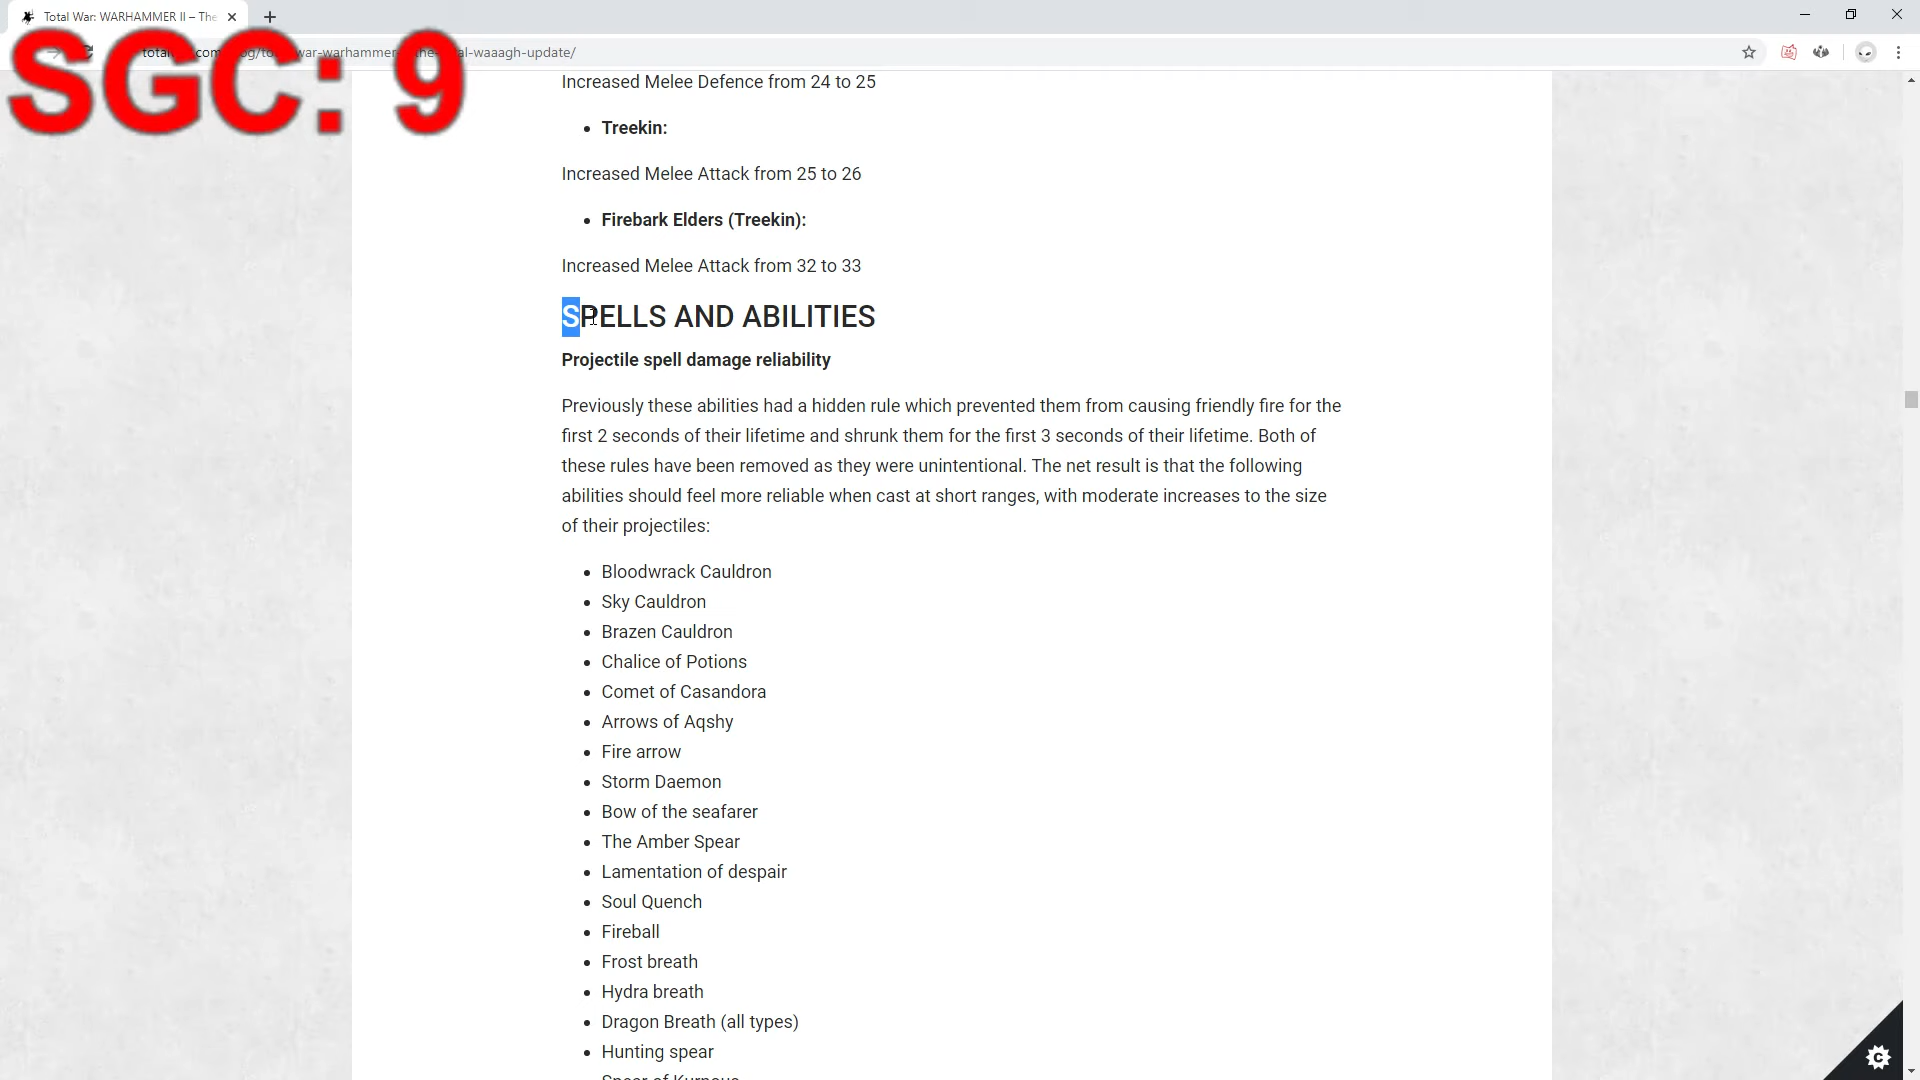 Total War: WARHAMMER II – The
SGC: 9
Increased Melee Defence from 24 to 25
• Treekin:
Increased Melee Attack from 25 to 26
• Firebark Elders (Treekin):
Increased Melee Attack from 32 to 33
SPELLS AND ABILITIES
Projectile spell damage reliability
Previously these abilities had a hidden rule which prevented them from causing friendly fire for the
first 2 seconds of their lifetime and shrunk them for the first 3 seconds of their lifetime. Both of
these rules have been removed as they were unintentional. The net result is that the following
abilities should feel more reliable when cast at short ranges, with moderate increases to the size
of their projectiles:
• Bloodwrack Cauldron
• Sky Cauldron
• Brazen Cauldron
• Chalice of Potions
• Comet of Casandora
• Arrows of Aqshy
• Fire arrow
• Storm Daemon
• Bow of the seafarer
• The Amber Spear
• Lamentation of despair
• Soul Quench
• Fireball
• Frost breath
• Hydra breath
• Dragon Breath (all types)
• Hunting spear